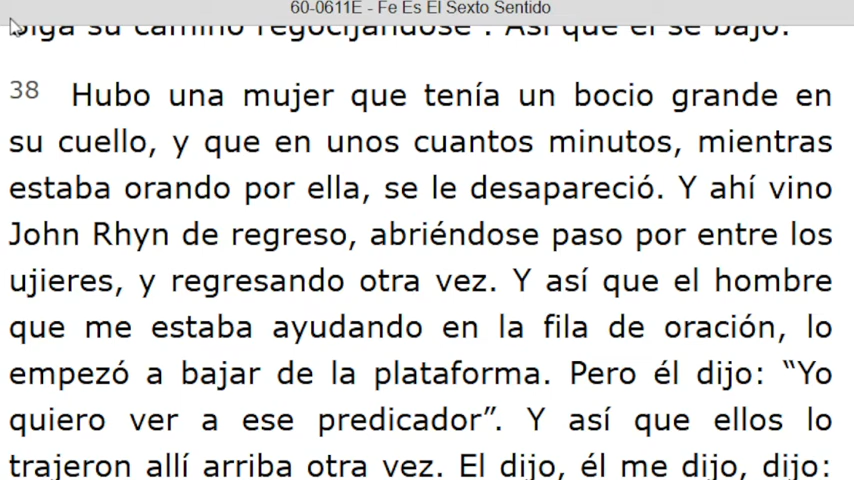 60-0611E - Fe Es El Sexto Sentido
siga su camino regocijándose". Así que él se bajó.
38 Hubo una mujer que tenía un bocio grande en
su cuello, y que en unos cuantos minutos, mientras
estaba orando por ella, se le desapareció. Y ahí vino
John Rhyn de regreso, abriéndose paso por entre los
ujieres, y regresando otra vez. Y así que el hombre
que me estaba ayudando en la fila de oración, lo
empezó a bajar de la plataforma. Pero él dijo: “Yo
quiero ver a ese predicador”. Y así que ellos lo
trajeron allí arriba otra vez. El dijo, él me dijo, dijo: